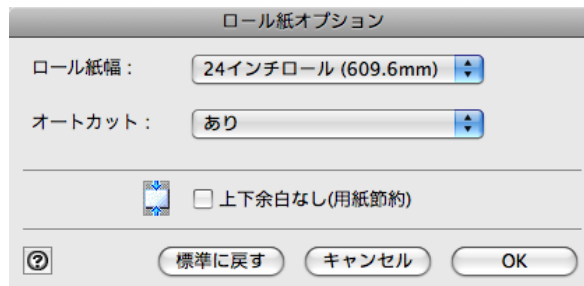 ロール紙オプション
ロール紙幅 : 24インチロール (609.6mm)
オートカット : あり
上下余白なし(用紙節約)
? 標準に戻す キャンセル OK